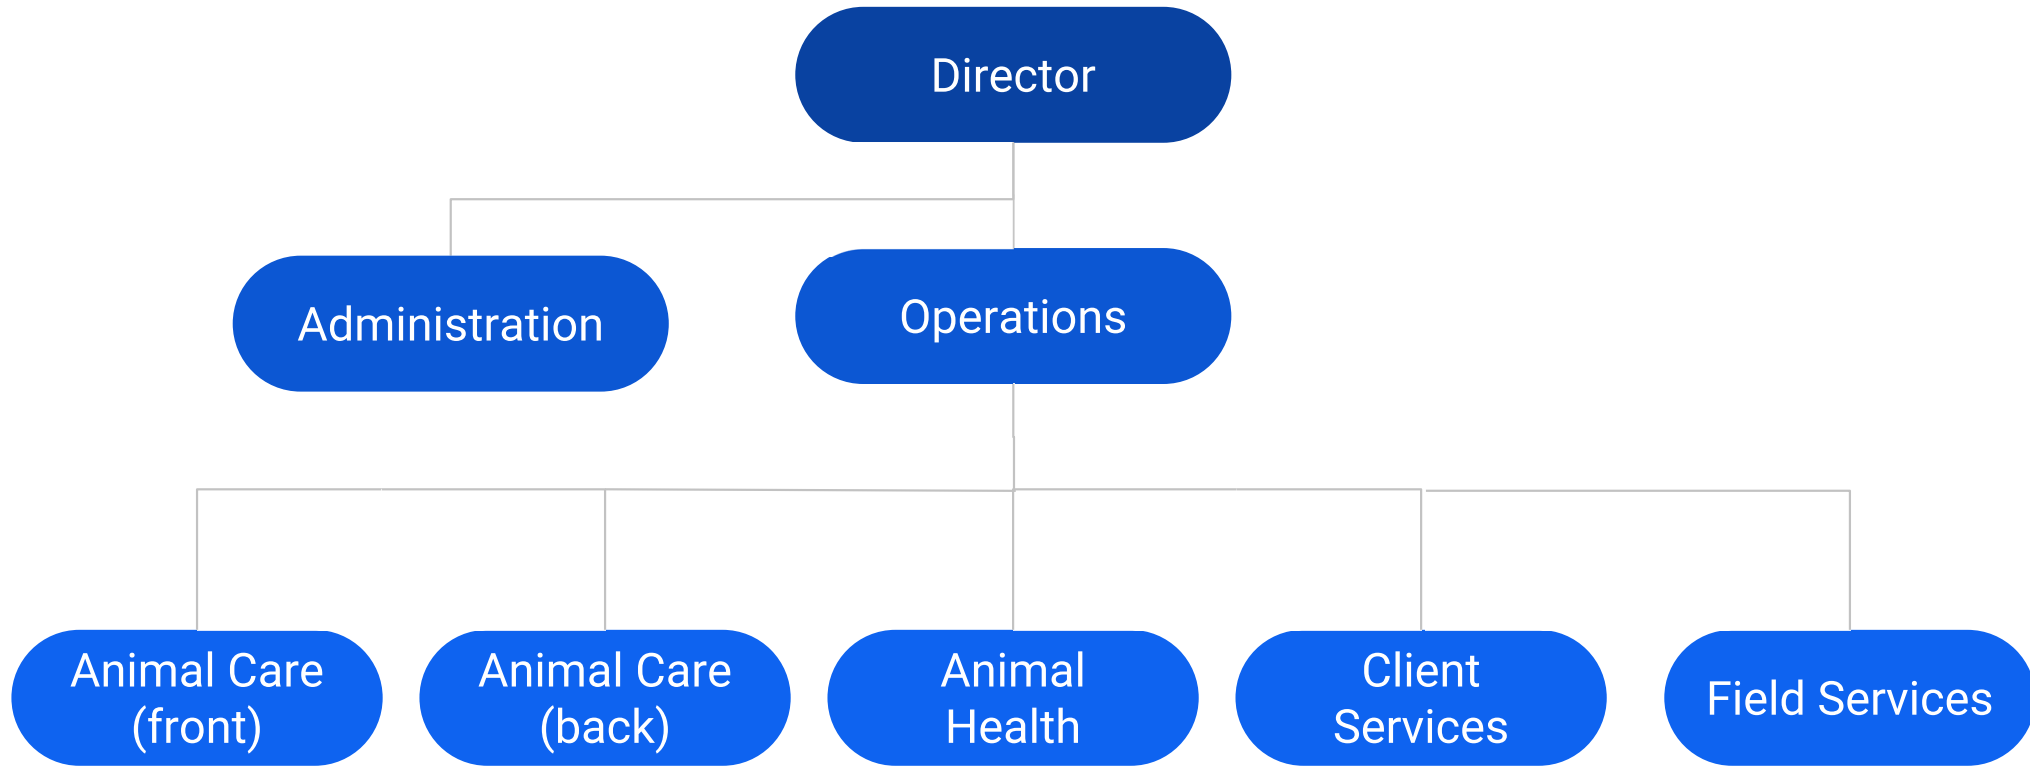 Director
Administration
Operations
Animal Care
(front)
Animal Care
(back)
Animal
Health
Client
Services
Field Services